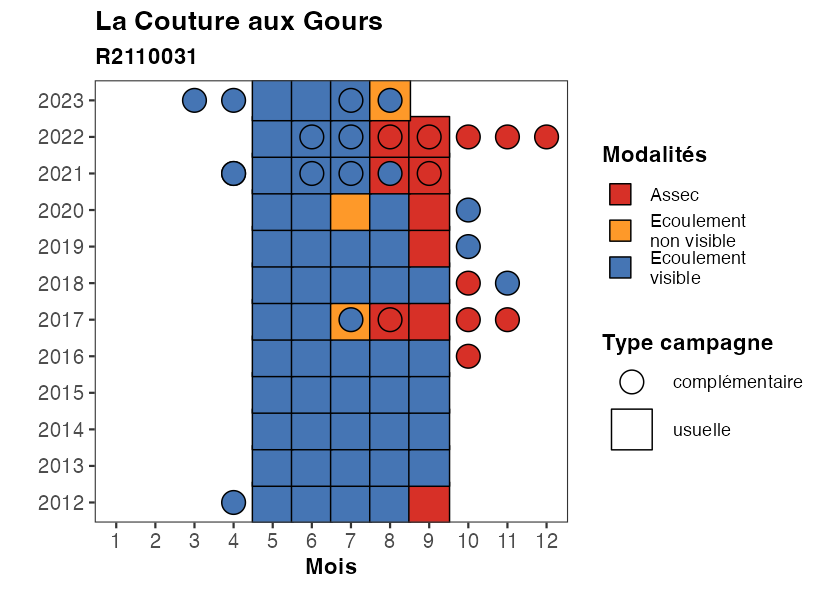 La Couture aux Gours
R2110031
2023
2022
2021
2020
2019
2018
2017
2016
2015
2014
2013
2012
1 2 3 4 5 6 7 8 9 10 11 12
Mois
Modalités
Assec
Ecoulement
non visible
Ecoulement
visible
Type campagne
complémentaire
usuelle